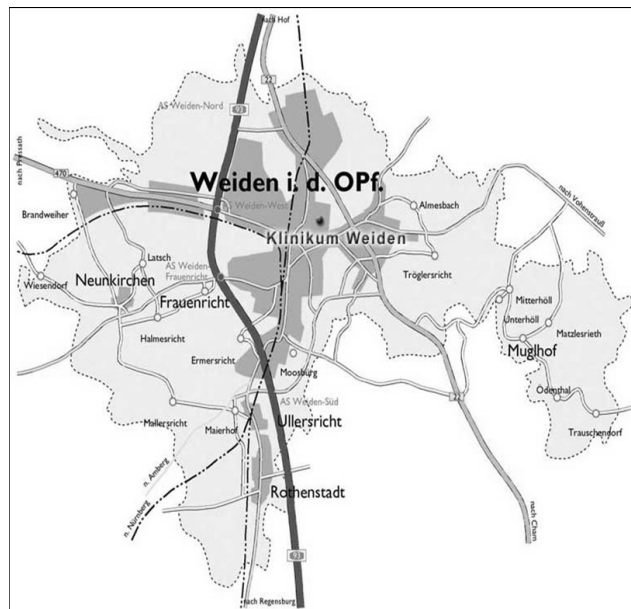 nach Hof
22
AS Weiden-Nord
93
nach Pressath
470
Weiden i. d. OPf.
nach Vohenstrauß
Brandweiher
AS Weiden-West
Almesbach
Klinikum Weiden
Latsch
AS Weiden-
Frauenricht
Wiesendorf
Neunkirchen
Tröglersricht
Frauenricht
Mitterhöll
Unterhöll
Halmesricht
Matzlesrieth
Muglhof
Ermersricht
Moosburg
Ödenthal
22
AS Weiden-Süd
Mallersricht
Maierhof
Ullersricht
Trauschendorf
n. Amberg
Rothenstadt
n. Nürnberg
nach Cham
93
nach Regensburg